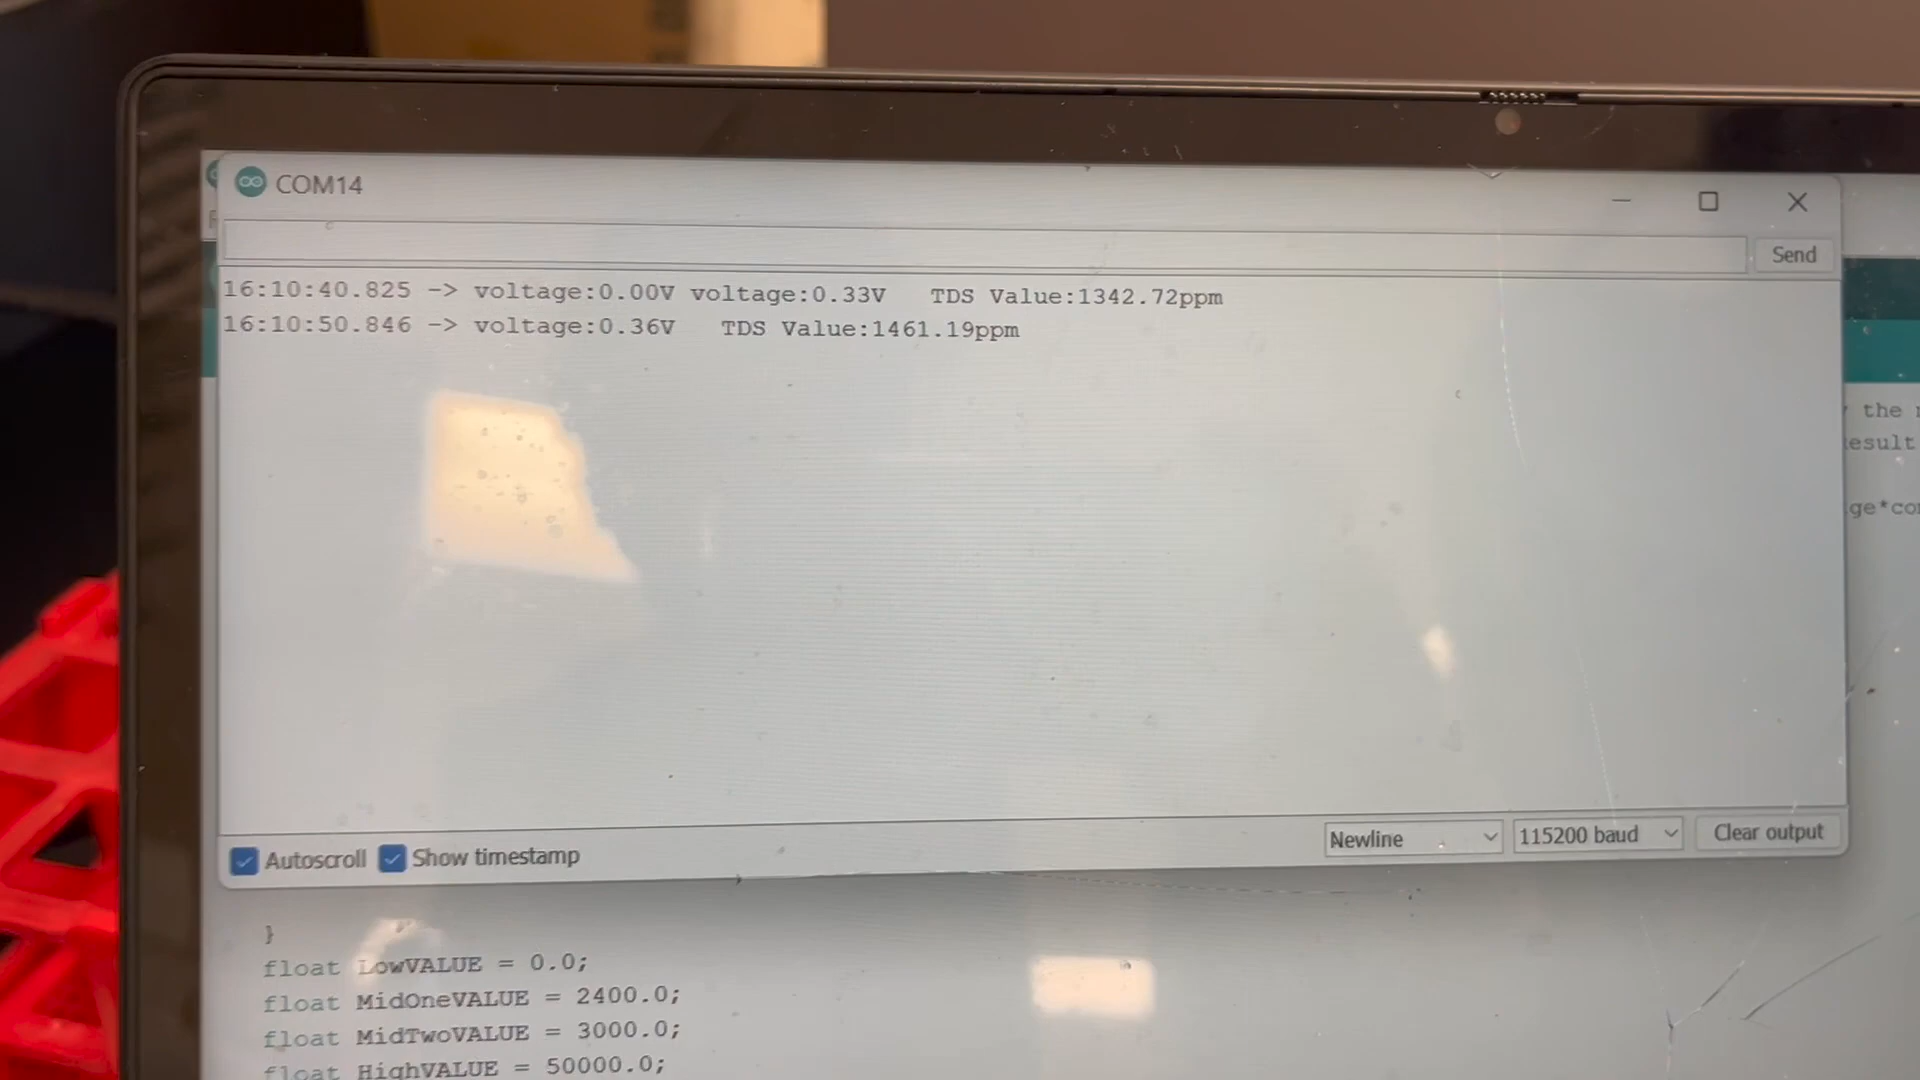 COM14
Send
16:10:40.825 -> voltage:0.00V voltage:0.33V   TDS Value:1342.72ppm
16:10:50.846 -> voltage:0.36V   TDS Value:1461.19ppm
the
esult
ge*co
Autoscroll Show timestamp Newline 115200 baud Clear output
}
float LowVALUE = 0.0;
float MidOneVALUE = 2400.0;
float MidTwoVALUE = 3000.0;
float HighVALUE = 50000.0;